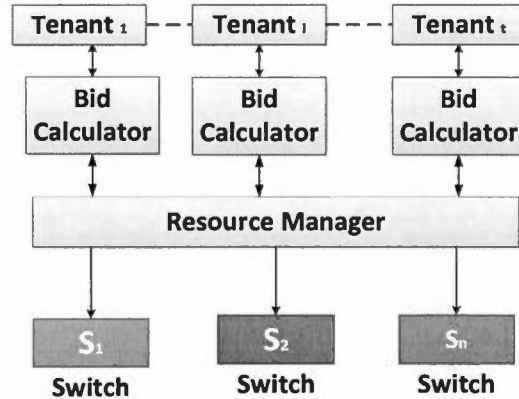 Tenant 1 Tenant i Tenant t
Bid Calculator
Bid Calculator
Bid Calculator
Resource Manager
S1 S2 Sn
Switch Switch Switch